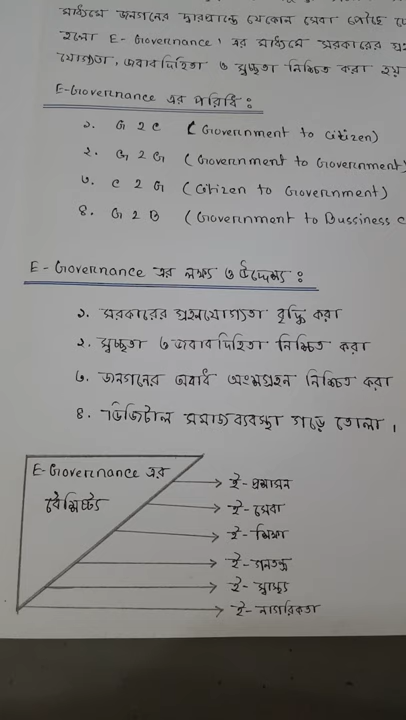 মাধ্যমে জনগনের দ্বারপ্রান্তে যেকোন সেবা পৌছে
হলো E-Governance। এর মাধ্যমে সরকারের
যোগ্যতা, জবাবদিহিতা ও স্বচ্ছতা নিশ্চিত করা হয়
E-Governance এর পরিধি:
১. G 2 C (Government to Citizen)
২. G 2 G (Government to Government)
৩. C 2 G (Citizen to Government)
৪. G 2 B (Government to Bussiness C
E-Governance এর লক্ষ্য ও উদ্দেশ্য:
১. সরকারের গ্রহনযোগ্যতা বৃদ্ধি করা
২. স্বচ্ছতা ও জবাবদিহিতা নিশ্চিত করা
৩. জনগনের অবাধ অংশগ্রহন নিশ্চিত করা
৪. ডিজিটাল সমাজব্যবস্থা গড়ে তোলা।
E-Governance এর
বৈশিষ্ট্য
ই-প্রশাসন
ই-সেবা
ই-শিক্ষা
ই-গনতন্ত্র
ই-স্বাস্থ্য
ই-নাগরিকতা